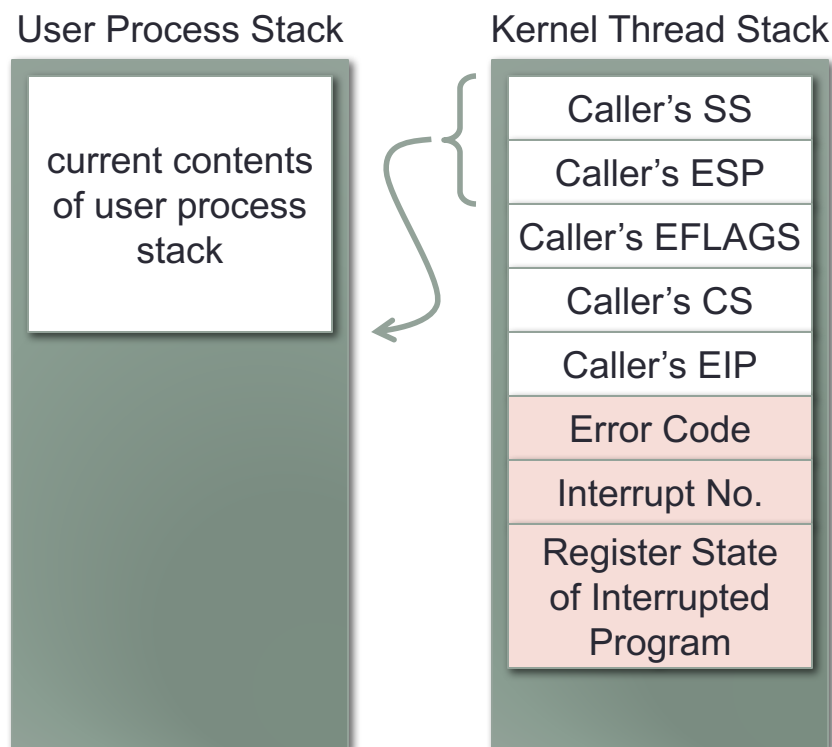 User Process Stack
current contents
of user process
stack
Kernel Thread Stack
Caller’s SS
Caller’s ESP
Caller’s EFLAGS
Caller’s CS
Caller’s EIP
Error Code
Interrupt No.
Register State
of Interrupted
Program